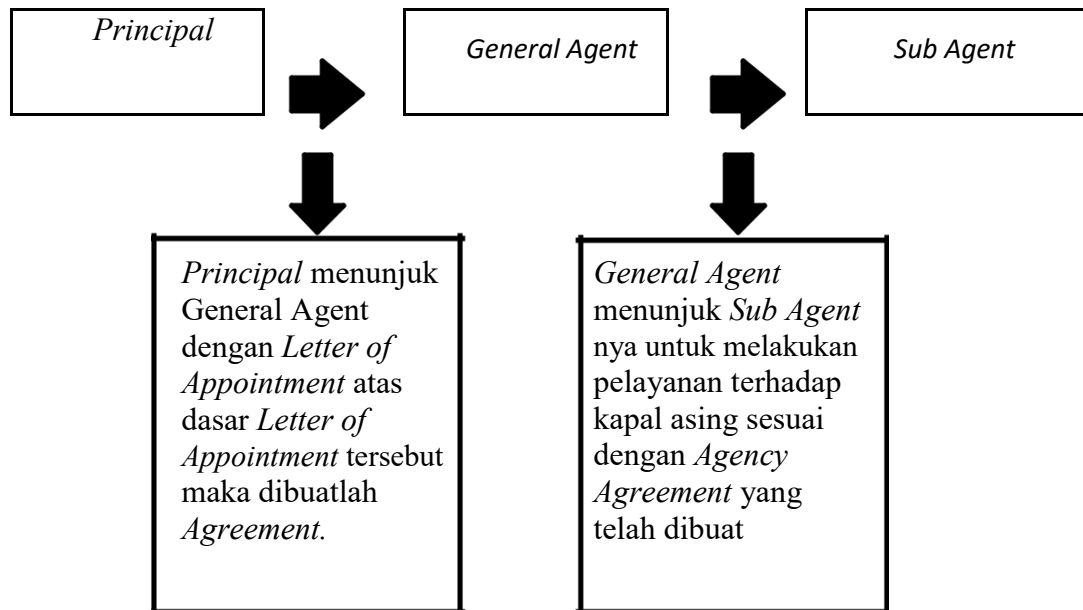 Principal
General Agent
Sub Agent
Principal menunjuk
General Agent
dengan Letter of
Appointment atas
dasar Letter of
Appointment tersebut
maka dibuatlah
Agreement.
General Agent
menunjuk Sub Agent
nya untuk melakukan
pelayanan terhadap
kapal asing sesuai
dengan Agency
Agreement yang
telah dibuat